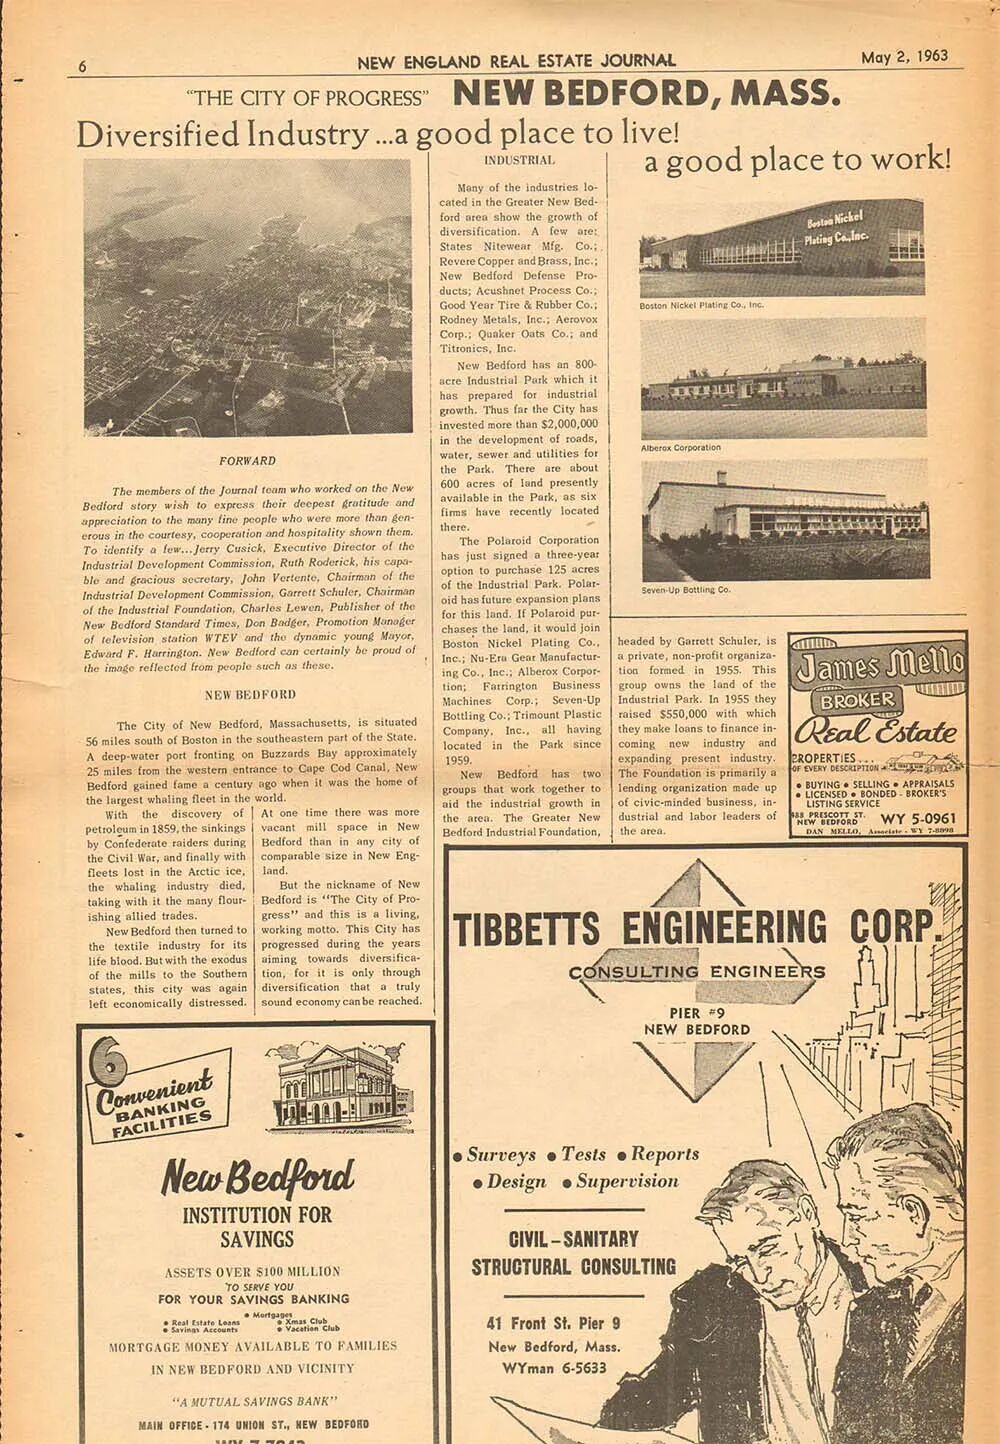 6
NEW ENGLAND REAL ESTATE JOURNAL
May 2, 1963
"THE CITY OF PROGRESS" NEW BEDFORD, MASS.
Diversified Industry ...a good place to live!
a good place to work!
FORWARD
The members of the Journal team who worked on the New
Bedford story wish to express their deepest gratitude and
appreciation to the many fine people who were more than gen-
erous in the courtesy, cooperation and hospitality shown them.
To identify a few...Jerry Cusick, Executive Director of the
Industrial Development Commission, Ruth Roderick, his capa-
ble and gracious secretary, John Vertente, Chairman of the
Industrial Development Commission, Garrett Schuler, Chairman
of the Industrial Foundation, Charles Lewen, Publisher of the
New Bedford Standard Times, Don Badger, Promotion Manager
of television station WTEV and the dynamic young Mayor,
Edward F. Harrington. New Bedford can certainly be proud of
the image reflected from people such as these.
NEW BEDFORD
The City of New Bedford, Massachusetts, is situated
56 miles south of Boston in the southeastern part of the State.
A deep-water port fronting on Buzzards Bay approximately
25 miles from the western entrance to Cape Cod Canal, New
Bedford gained fame a century ago when it was the home of
the largest whaling fleet in the world.
With the discovery of
petroleum in 1859, the sinkings
by Confederate raiders during
the Civil War, and finally with
fleets lost in the Arctic ice,
the whaling industry died,
taking with it the many flour-
ishing allied trades.
New Bedford then turned to
the textile industry for its
life blood. But with the exodus
of the mills to the Southern
states, this city was again
left economically distressed.
At one time there was more
vacant mill space in New
Bedford than in any city of
comparable size in New Eng-
land.
But the nickname of New
Bedford is "The City of Pro-
gress" and this is a living,
working motto. This City has
progressed during the years
aiming towards diversifica-
tion, for it is only through
diversification that a truly
sound economy can be reached.
INDUSTRIAL
Many of the industries lo-
cated in the Greater New Bed-
ford area show the growth of
diversification. A few are:
States Nitewear Mfg. Co.;
Revere Copper and Brass, Inc.;
New Bedford Defense Pro-
ducts; Acushnet Process Co.;
Good Year Tire & Rubber Co.;
Rodney Metals, Inc.; Aerovox
Corp.; Quaker Oats Co.; and
Titronics, Inc.
New Bedford has an 800-
acre Industrial Park which it
has prepared for industrial
growth. Thus far the City has
invested more than $2,000,000
in the development of roads,
water, sewer and utilities for
the Park. There are about
600 acres of land presently
available in the Park, as six
firms have recently located
there.
The Polaroid Corporation
has just signed a three-year
option to purchase 125 acres
of the Industrial Park. Polar-
oid has future expansion plans
for this land. If Polaroid pur-
chases the land, it would join
Boston Nickel Plating Co.,
Inc.; Nu-Era Gear Manufactur-
ing Co., Inc.; Alberox Corpor-
tion; Farrington Business
Machines Corp.; Seven-Up
Bottling Co.; Trimount Plastic
Company, Inc., all having
located in the Park since
1959.
New Bedford has two
groups that work together to
aid the industrial growth in
the area. The Greater New
Bedford Industrial Foundation,
Boston Nickel
Plating Co., Inc.
Boston Nickel Plating Co., Inc.
Alberox Corporation
Seven-Up Bottling Co.
headed by Garrett Schuler, is
a private, non-profit organiza-
tion formed in 1955. This
group owns the land of the
Industrial Park. In 1955 they
raised $550,000 with which
they make loans to finance in-
coming new industry and
expanding present industry.
The Foundation is primarily a
lending organization made up
of civic-minded business, in-
dustrial and labor leaders of
the area.
James Mello
BROKER
Real Estate
PROPERTIES...
OF EVERY DESCRIPTION
• BUYING • SELLING • APPRAISALS
• LICENSED • BONDED - BROKER'S
LISTING SERVICE
488 PRESCOTT ST.
NEW BEDFORD
WY 5-0961
DAN MELLO, Associate - WY 7-8098
6
Convenient
BANKING
FACILITIES
New Bedford
INSTITUTION FOR
SAVINGS
ASSETS OVER $100 MILLION
TO SERVE YOU
FOR YOUR SAVINGS BANKING
• Mortgages
• Real Estate Loans • Xmas Club
• Savings Accounts • Vacation Club
MORTGAGE MONEY AVAILABLE TO FAMILIES
IN NEW BEDFORD AND VICINITY
"A MUTUAL SAVINGS BANK"
MAIN OFFICE - 174 UNION ST., NEW BEDFORD
TIBBETTS ENGINEERING CORP.
CONSULTING ENGINEERS
PIER #9
NEW BEDFORD
• Surveys • Tests • Reports
• Design • Supervision
CIVIL - SANITARY
STRUCTURAL CONSULTING
41 Front St. Pier 9
New Bedford, Mass.
WYman 6-5633